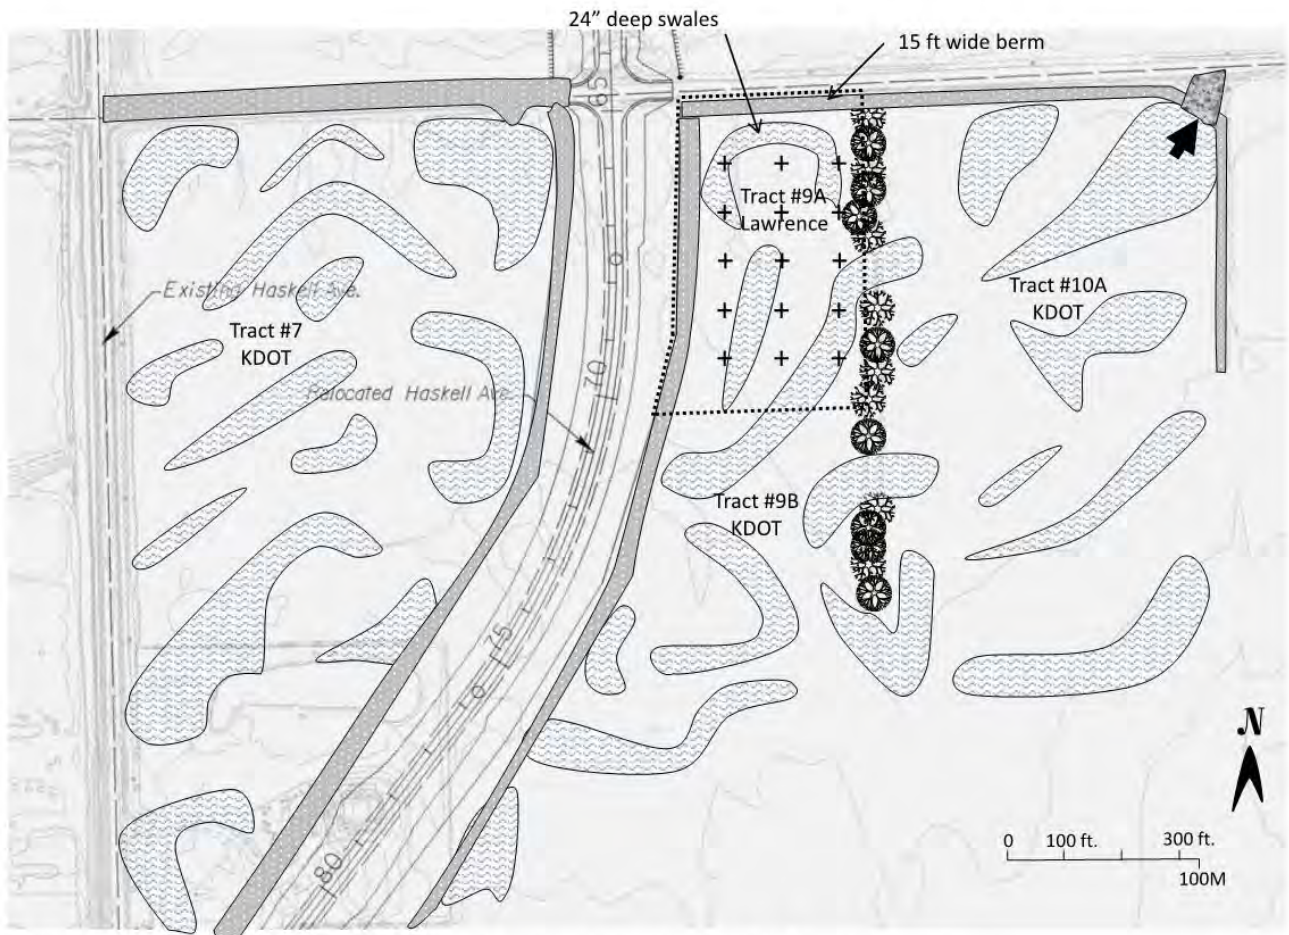 24” deep swales
15 ft wide berm
65
Tract #9A
Lawrence
Existing Haskell Ave.
Tract #10A
KDOT
Tract #7
KDOT
70
Relocated Haskell Ave.
Tract #9B
KDOT
75
N
80
0 100 ft. 300 ft.
100M